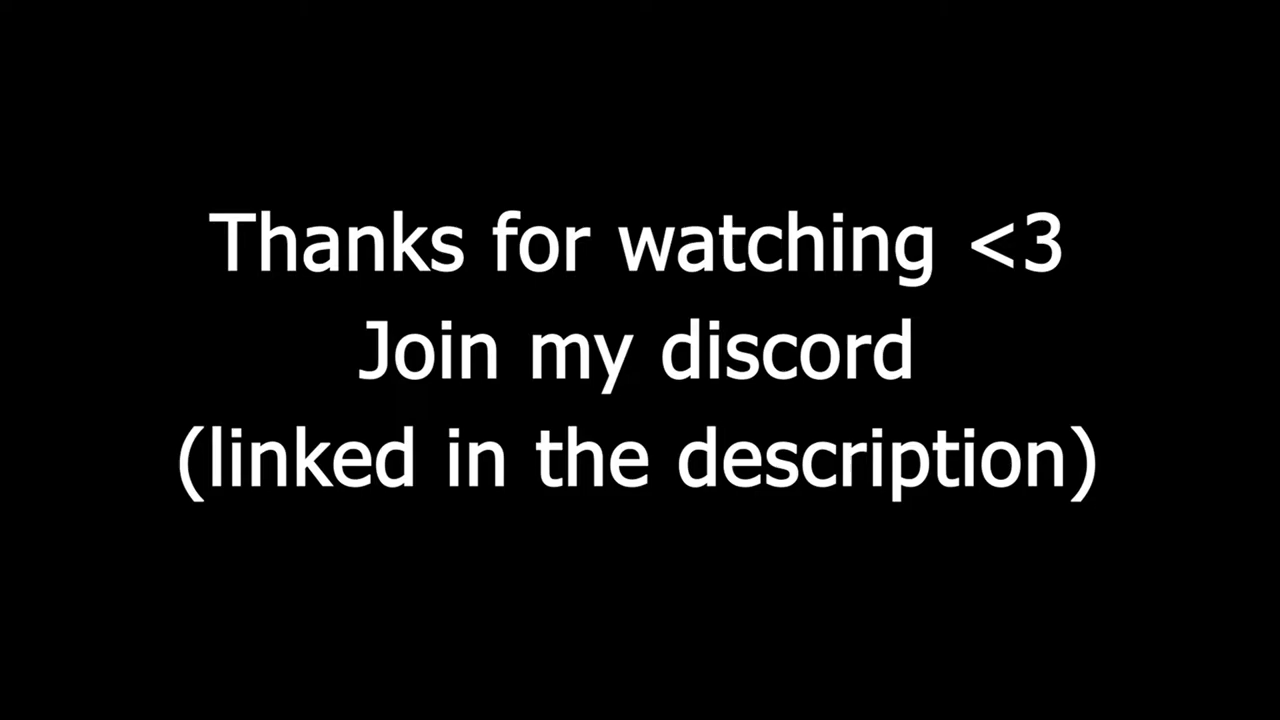 Thanks for watching <3
Join my discord
(linked in the description)